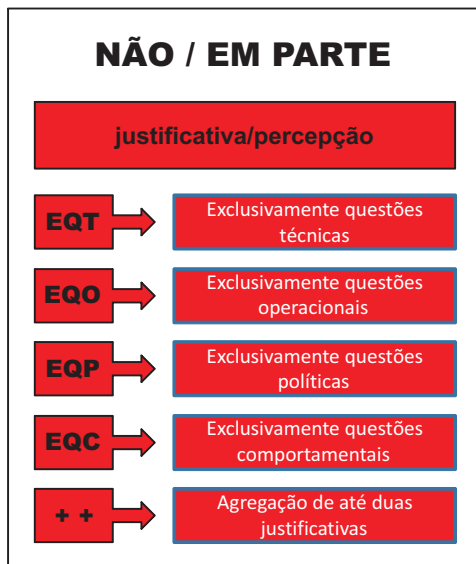 NÃO / EM PARTE
justificativa/percepção
EQT
Exclusivamente questões
técnicas
EQO
Exclusivamente questões
operacionais
EQP
Exclusivamente questões
políticas
EQC
Exclusivamente questões
comportamentais
+ +
Agregação de até duas
justificativas